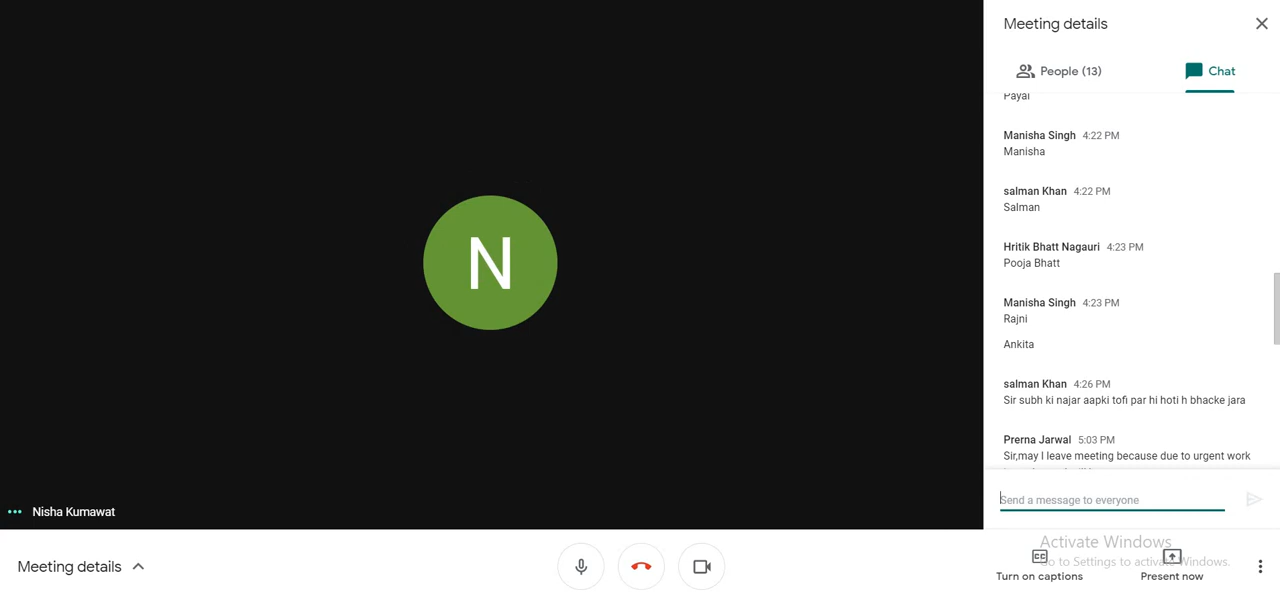 Meeting details
People (13)
Chat
Payal
Manisha Singh 4:22 PM
Manisha
salman Khan 4:22 PM
Salman
Hritik Bhatt Nagauri 4:23 PM
Pooja Bhatt
Manisha Singh 4:23 PM
Rajni
Ankita
salman Khan 4:26 PM
Sir subh ki najar aapki tofi par hi hoti h bhacke jara
Prerna Jarwal 5:03 PM
Sir,may I leave meeting because due to urgent work
Send a message to everyone
N
Nisha Kumawat
Meeting details
Activate Windows
Go to Settings to activate Windows.
CC
Turn on captions
Present now